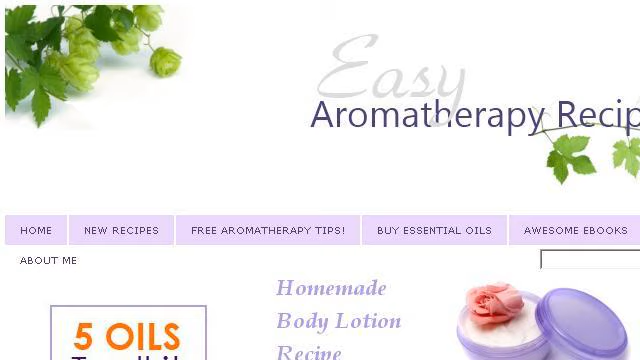 Easy
Aromatherapy
HOME NEW RECIPES FREE AROMATHERAPY TIPS! BUY ESSENTIAL OILS AWESOME EBOOKS
ABOUT ME
5 OILS
Homemade
Body Lotion
Recipe